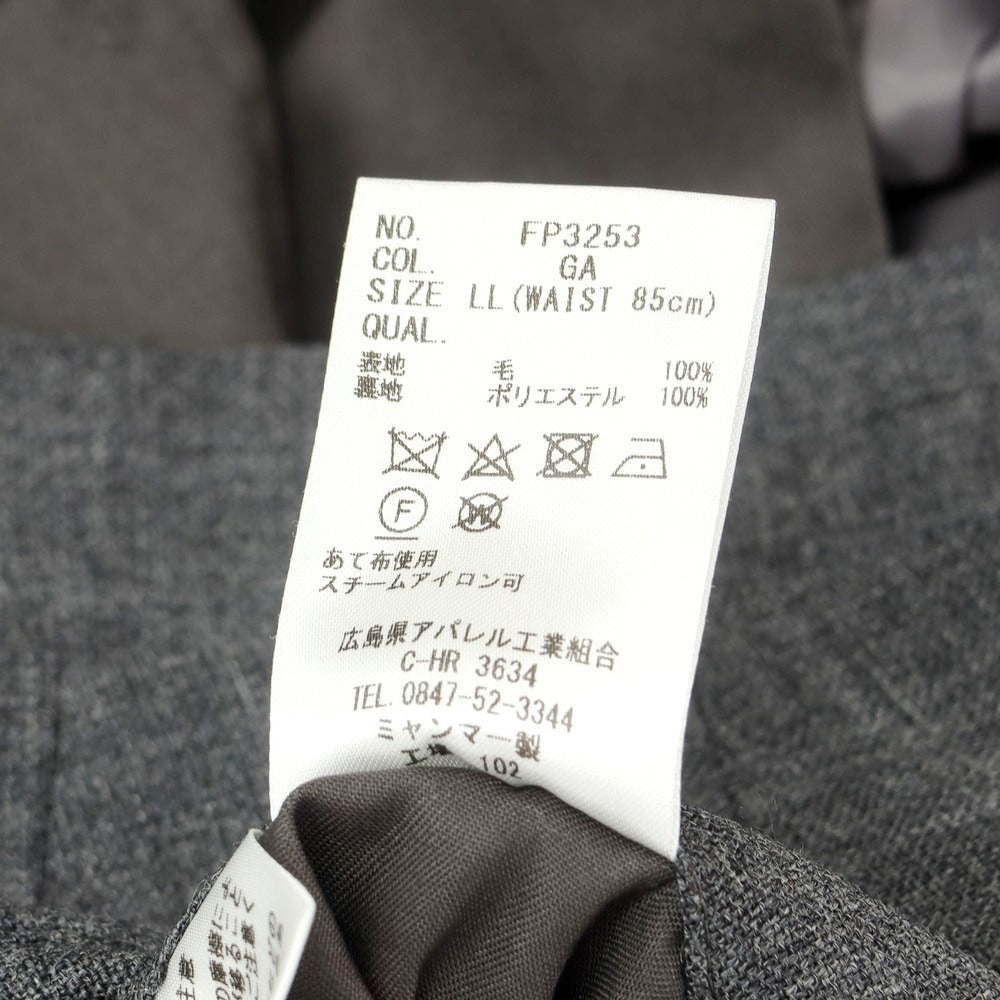 NO. FP3253
COL. GA
SIZE LL(WAIST 85cm)
QUAL.
表地 毛 100%
裏地 ポリエステル 100%
F
W
あて布使用
スチームアイロン可
広島県アパレル工業組合
C-HR 3634
TEL. 0847-52-3344
ミャンマー製
工場 102